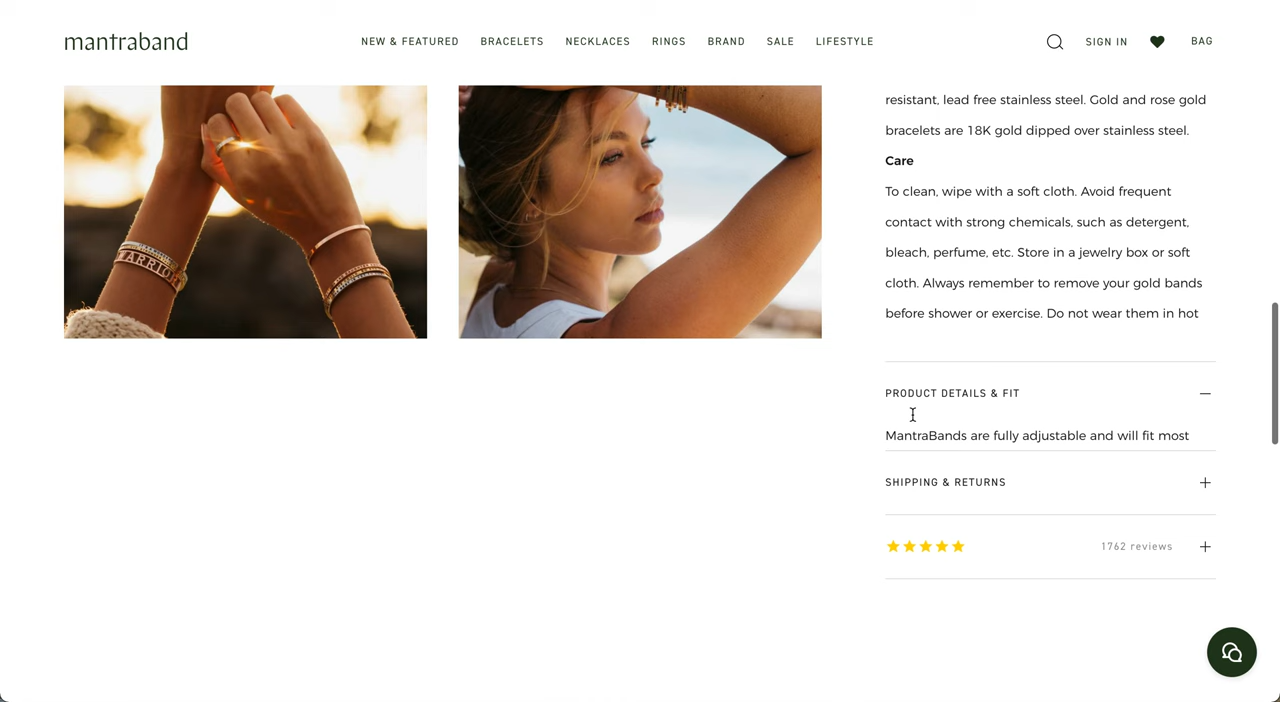 mantraband
NEW & FEATURED BRACELETS NECKLACES RINGS BRAND SALE LIFESTYLE
SIGN IN BAG
WARRIO
resistant, lead free stainless steel. Gold and rose gold
bracelets are 18K gold dipped over stainless steel.
Care
To clean, wipe with a soft cloth. Avoid frequent
contact with strong chemicals, such as detergent,
bleach, perfume, etc. Store in a jewelry box or soft
cloth. Always remember to remove your gold bands
before shower or exercise. Do not wear them in hot
PRODUCT DETAILS & FIT
MantraBands are fully adjustable and will fit most
SHIPPING & RETURNS
1762 reviews